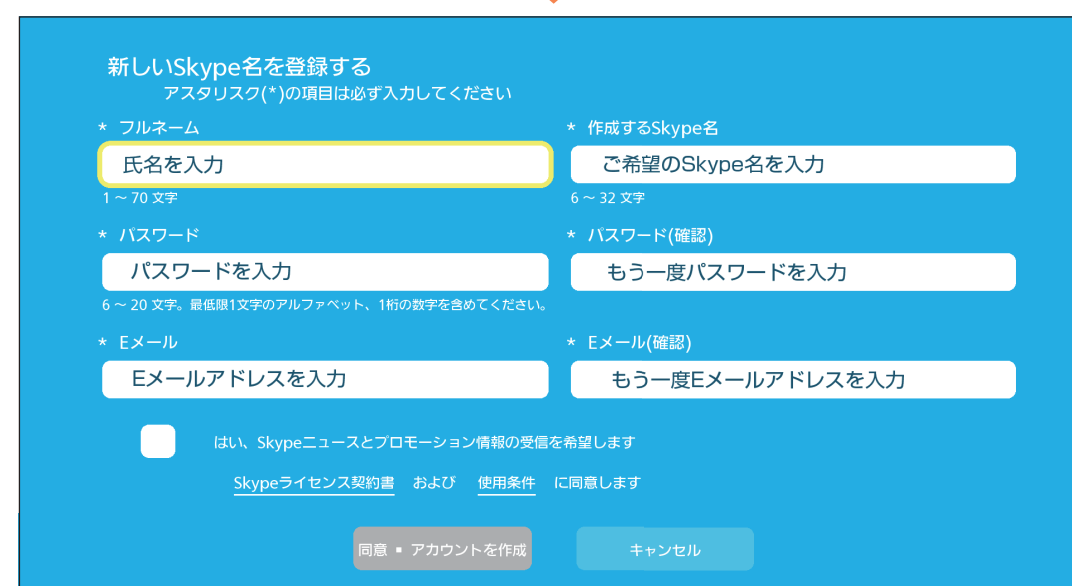 新しいSkype名を登録する
アスタリスク(*)の項目は必ず入力してください
* フルネーム
* 作成するSkype名
氏名を入力
ご希望のSkype名を入力
1 ～ 70 文字
6 ～ 32 文字
* パスワード
* パスワード(確認)
パスワードを入力
もう一度パスワードを入力
6 ～ 20 文字。最低限1文字のアルファベット、1桁の数字を含めてください。
* Eメール
* Eメール(確認)
Eメールアドレスを入力
もう一度Eメールアドレスを入力
はい、Skypeニュースとプロモーション情報の受信を希望します
Skypeライセンス契約書 および 使用条件 に同意します
同意 ▪ アカウントを作成
キャンセル